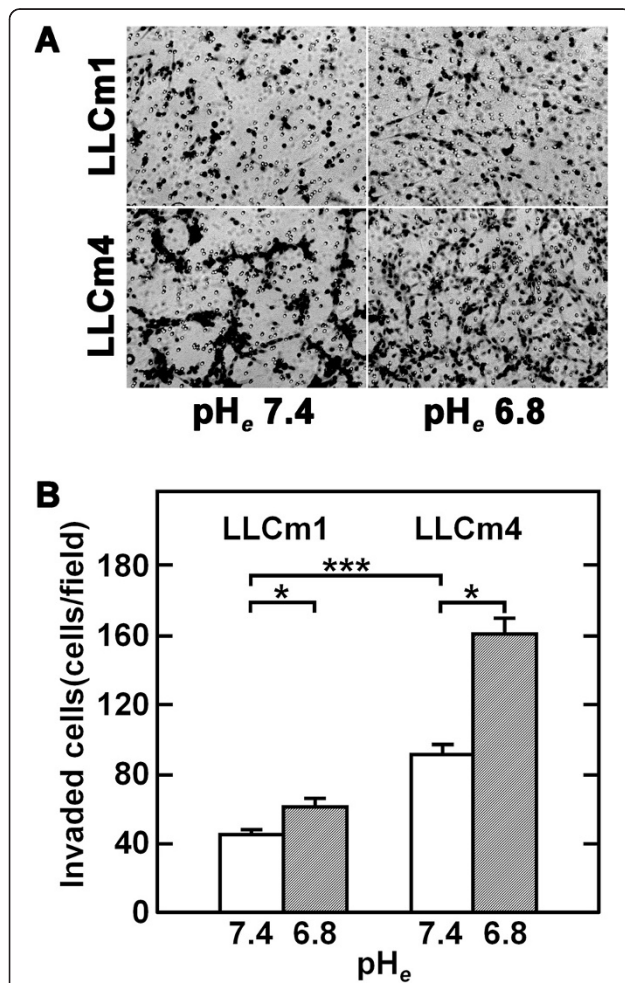 A
LLCm1
LLCm4
pHe 7.4
pHe 6.8
B
LLCm1
LLCm4
***
*
*
Invaded cells(cells/field)
180
160
120
80
40
0
7.4
6.8
7.4
6.8
pHe